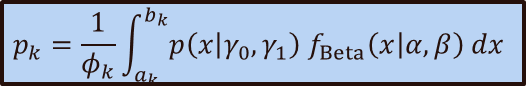 p_k = \frac{1}{\phi_k} \int_{a_k}^{b_k} p(x|\gamma_0, \gamma_1) f_{\text{Beta}}(x|\alpha, \beta) \, dx